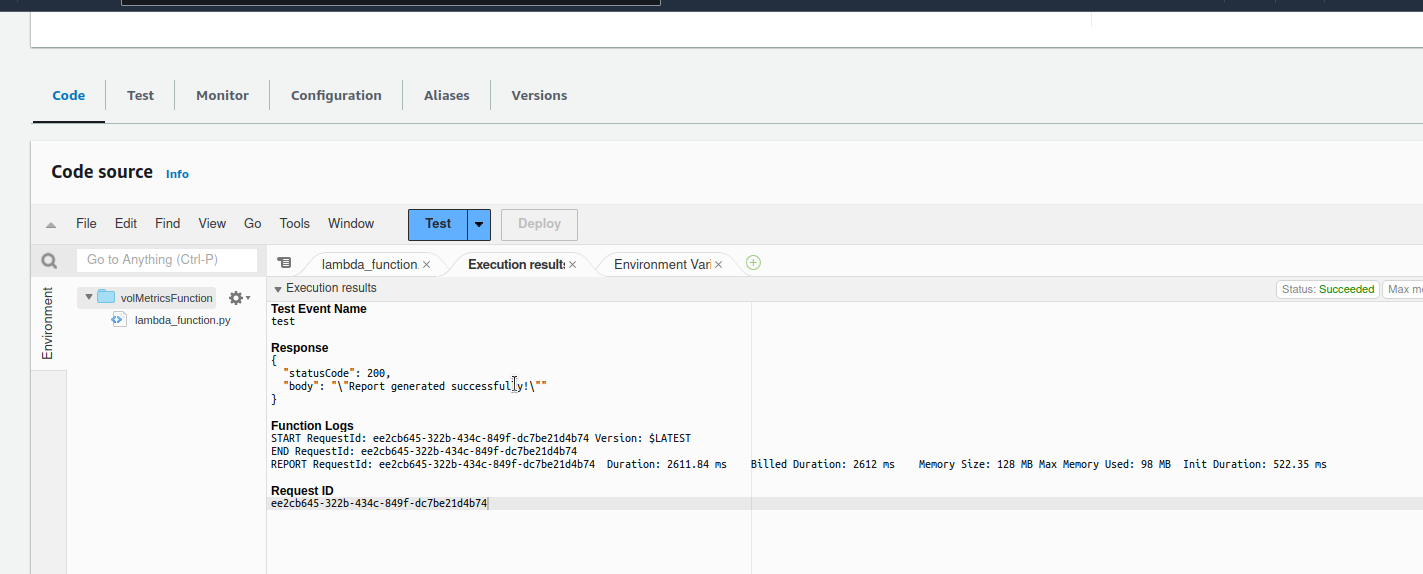 Code Test Monitor Configuration Aliases Versions
Code source Info
File Edit Find View Go Tools Window Test Deploy
Go to Anything (Ctrl-P) lambda_function. Execution results Environment Vari
Environment
volMetricsFunction
lambda_function.py
Execution results Status: Succeeded Max
Test Event Name
test
Response
{
"statusCode": 200,
"body": "\"Report generated successfully!\""
}
Function Logs
START RequestId: ee2cb645-322b-434c-849f-dc7be21d4b74 Version: $LATEST
END RequestId: ee2cb645-322b-434c-849f-dc7be21d4b74
REPORT RequestId: ee2cb645-322b-434c-849f-dc7be21d4b74 Duration: 2611.84 ms Billed Duration: 2612 ms Memory Size: 128 MB Max Memory Used: 98 MB Init Duration: 522.35 ms
Request ID
ee2cb645-322b-434c-849f-dc7be21d4b74